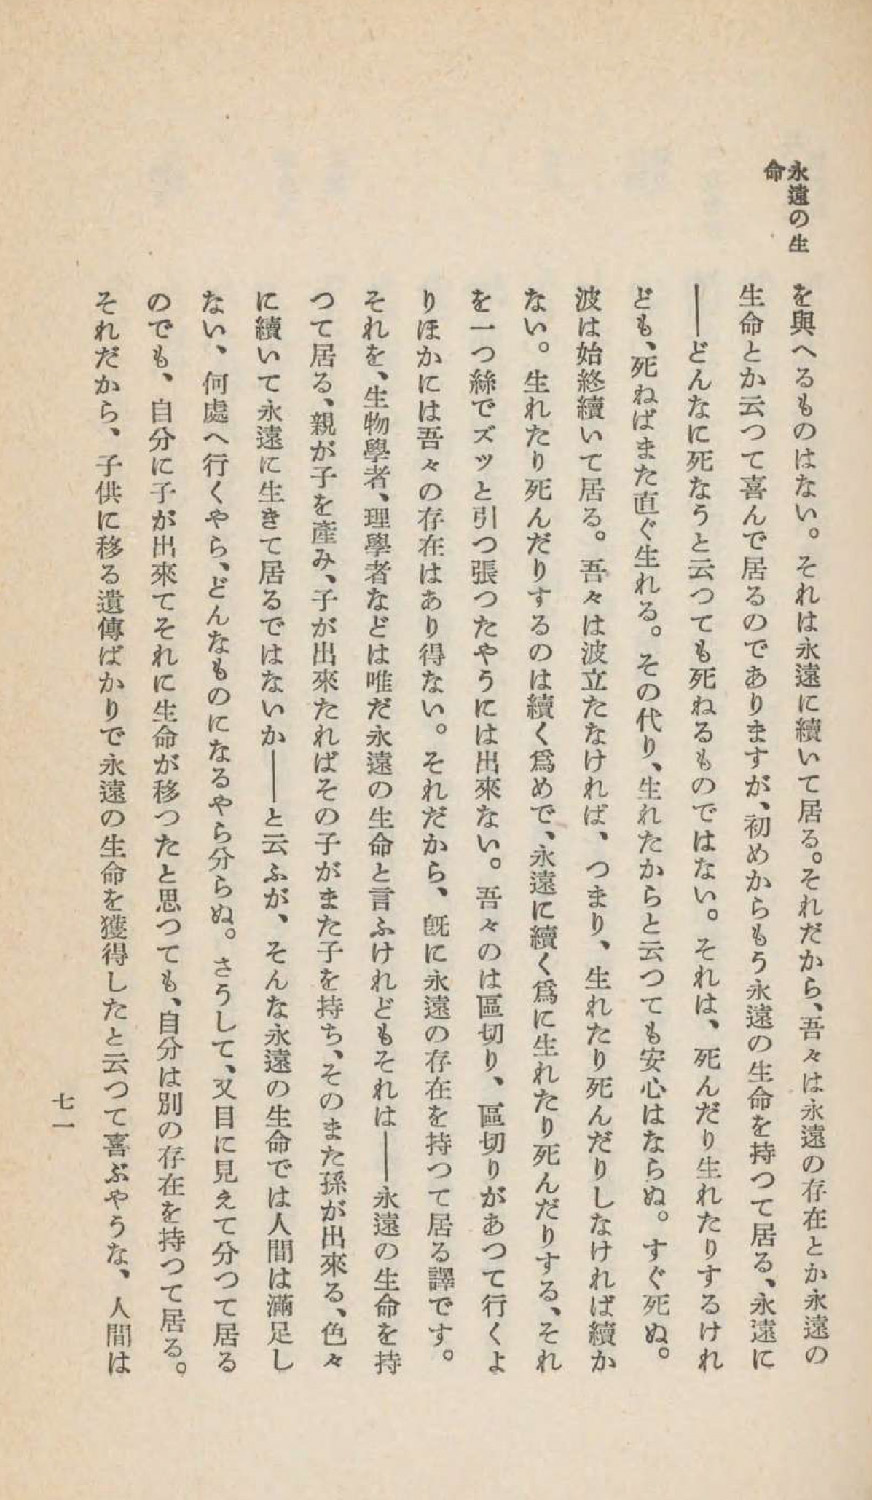 永遠の生
命
を與へるものはない。それは永遠に續いて居る。それだから、吾々は永遠の存在とか永遠の
生命とか云つて喜んで居るのでありますが、初めからもう永遠の生命を持つて居る、永遠に
――どんなに死なうと云つても死ねるものではない。それは、死んだり生れたりするけれ
ども、死ねばまた直ぐ生れる。その代り、生れたからと云つても安心はならぬ。すぐ死ぬ。
波は始終續いて居る。吾々は波立たなければ、つまり、生れたり死んだりしなければ續か
ない。生れたり死んだりするのは續く爲めで、永遠に續く爲に生れたり死んだりする、それ
を一つ絲でズッと引つ張つたやうには出來ない。吾々のは區切り、區切りがあつて行くよ
りほかには吾々の存在はあり得ない。それだから、既に永遠の存在を持つて居る譯です。
それを、生物學者、理學者などは唯だ永遠の生命と言ふけれどもそれは――永遠の生命を持
つて居る、親が子を產み、子が出來たればその子がまた子を持ち、そのまた孫が出來る、色々
に續いて永遠に生きて居るではないか――と云ふが、そんな永遠の生命では人間は滿足し
ない、何處へ行くやら、どんなものになるやら分らぬ。さうして、又目に見えて分つて居る
のでも、自分に子が出來てそれに生命が移つたと思つても、自分は別の存在を持つて居る。
それだから、子供に移る遺傳ばかりで永遠の生命を獲得したと云つて喜ぶやうな、人間は
七一